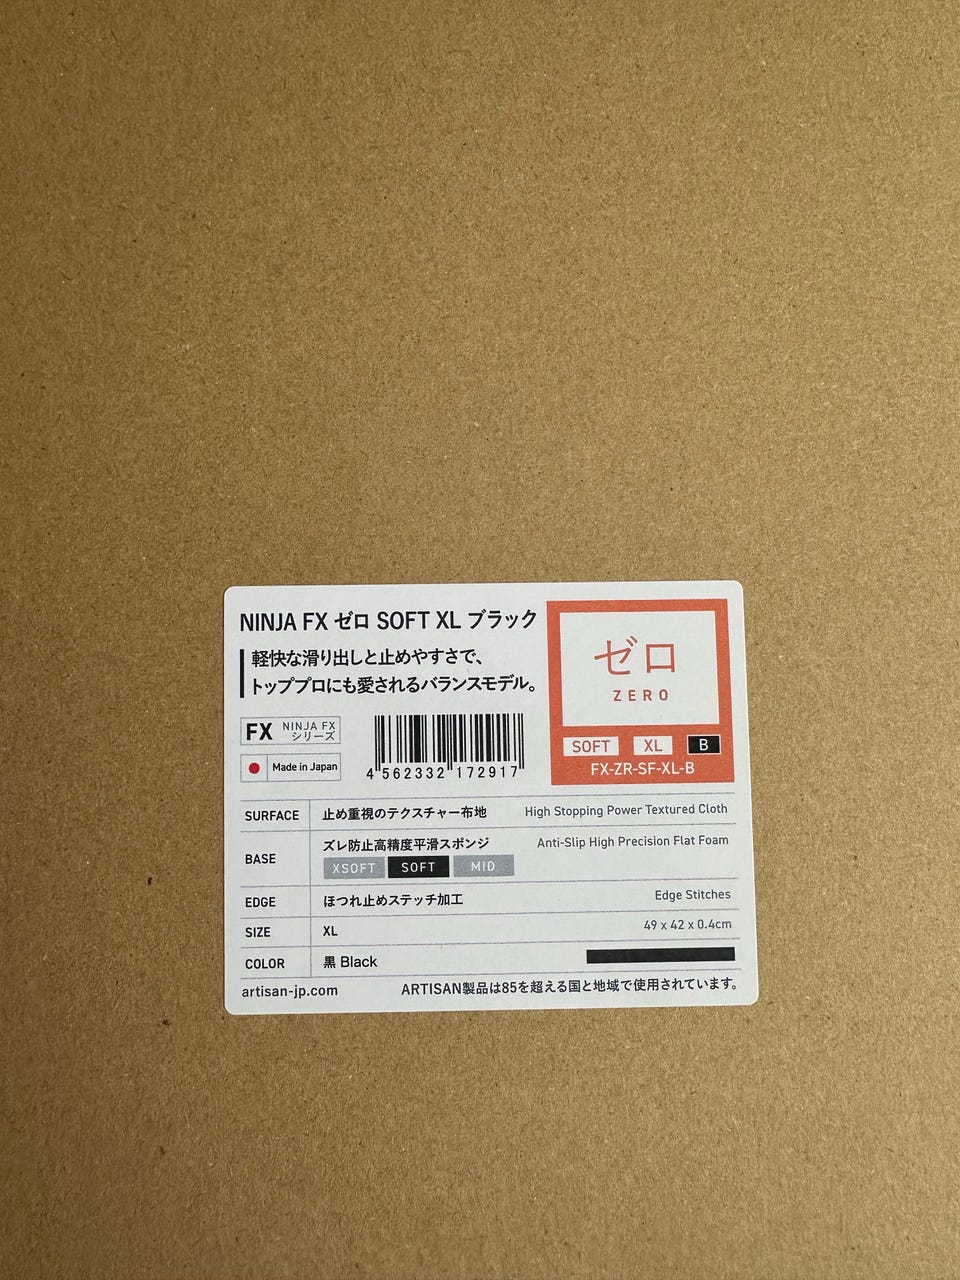 NINJA FX ゼロ SOFT XL ブラック
軽快な滑り出しと止めやすさで、
トッププロにも愛されるバランスモデル。
FX NINJA FX
シリーズ
Made in Japan
4 562332 172917
ゼロ
ZERO
SOFT XL B
FX-ZR-SF-XL-B
SURFACE 止め重視のテクスチャー布地 High Stopping Power Textured Cloth
BASE ズレ防止高精度平滑スポンジ Anti-Slip High Precision Flat Foam
XSOFT SOFT MID
EDGE ほつれ止めステッチ加工 Edge Stitches
SIZE XL 49 x 42 x 0.4cm
COLOR 黒 Black
artisan-jp.com ARTISAN製品は85を超える国と地域で使用されています。